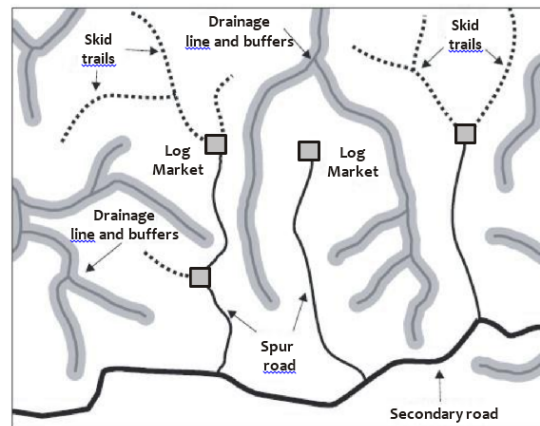 Skid
trails
Drainage
line and buffers
Skid
trails
Log
Market
Log
Market
Drainage
line and buffers
Spur
road
Secondary road